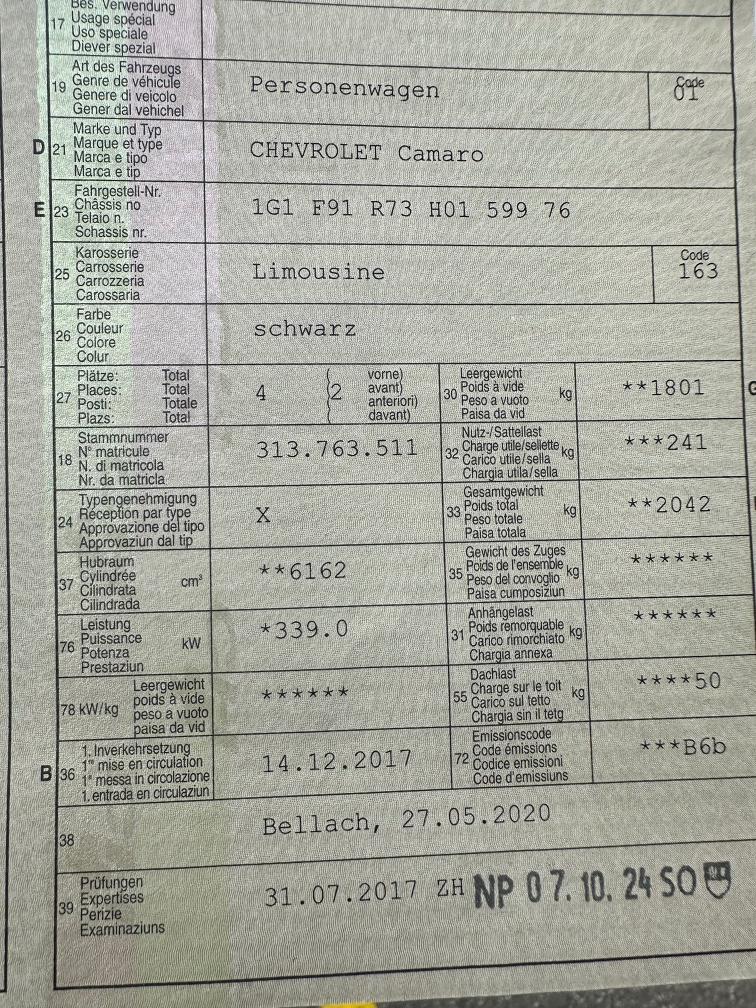 Bes. Verwendung
17 Usage spécial
Uso speciale
Diever spezial
Art des Fahrzeugs
19 Genre de véhicule
Genere di veicolo
Gener dal vehichel
Personenwagen
Code
01
Marke und Typ
D 21 Marque et type
Marca e tipo
Marca e tip
CHEVROLET Camaro
Fahrgestell-Nr.
E 23 Châssis no
Telaio n.
Schassis nr.
1G1 F91 R73 H01 599 76
Karosserie
25 Carrosserie
Carrozzeria
Carossaria
Limousine
Code
163
Farbe
26 Couleur
Colore
Colur
schwarz
Plätze: Total
27 Places: Total
Posti: Totale
Plazs: Total
4 (2 vorne)
avant)
anteriori)
davant)
Leergewicht
30 Poids à vide kg
Peso a vuoto
Paisa da vid
**1801
Stammnummer
18 N° matricule
N. di matricola
Nr. da matricla
313.763.511
Nutz-/Sattellast
32 Charge utile/sellette kg
Carico utile/sella
Chargia utila/sella
***241
Typengenehmigung
24 Réception par type
Approvazione del tipo
Approvaziun dal tip
X
Gesamtgewicht
33 Poids total kg
Peso totale
Paisa totala
**2042
Hubraum
37 Cylindrée cm³
Cilindrata
Cilindrada
**6162
Gewicht des Zuges
35 Poids de l'ensemble kg
Peso del convoglio
Paisa cumposiziun
******
Leistung
76 Puissance kW
Potenza
Prestaziun
*339.0
Anhängelast
31 Poids remorquable kg
Carico rimorchiato
Chargia annexa
******
Leergewicht
78 kW/kg poids à vide
peso a vuoto
paisa da vid
******
Dachlast
55 Charge sur le toit kg
Carico sul tetto
Chargia sin il tetg
****50
1. Inverkehrsetzung
B 36 1re mise en circulation
1a messa in circolazione
1. entrada en circulaziun
14.12.2017
Emissionscode
72 Code émissions
Codice emissioni
Code d'emissiuns
***B6b
38
Bellach, 27.05.2020
Prüfungen
39 Expertises
Perizie
Examinaziuns
31.07.2017 ZH NP 07.10.24 SO